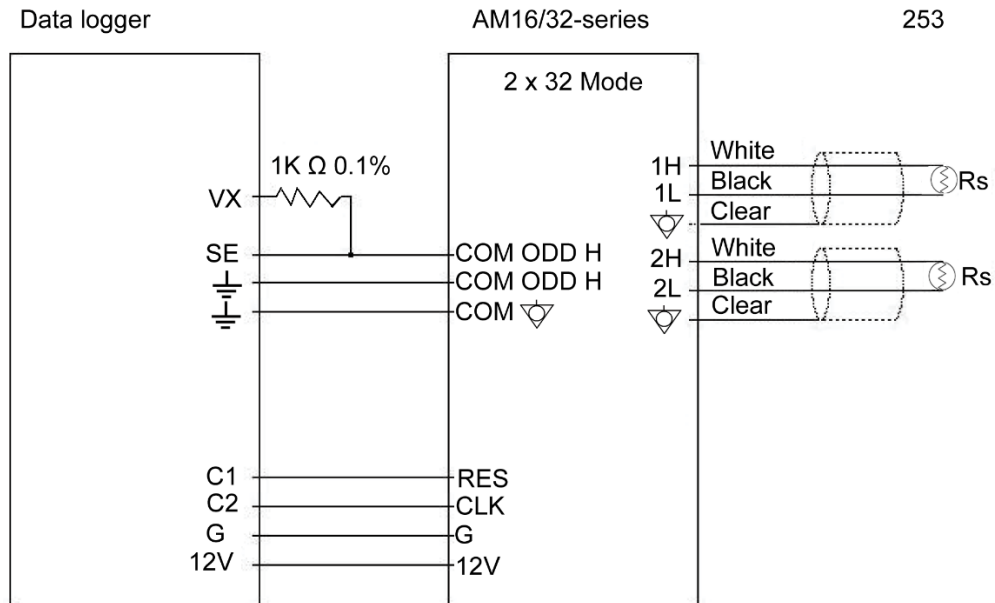 Data logger
AM16/32-series
253
2 x 32 Mode
1K Ω 0.1%
VX
SE
COM ODD H
COM ODD H
COM
1H
White
1L
Black
Clear
Rs
2H
White
2L
Black
Clear
Rs
C1
RES
C2
CLK
G
G
12V
12V